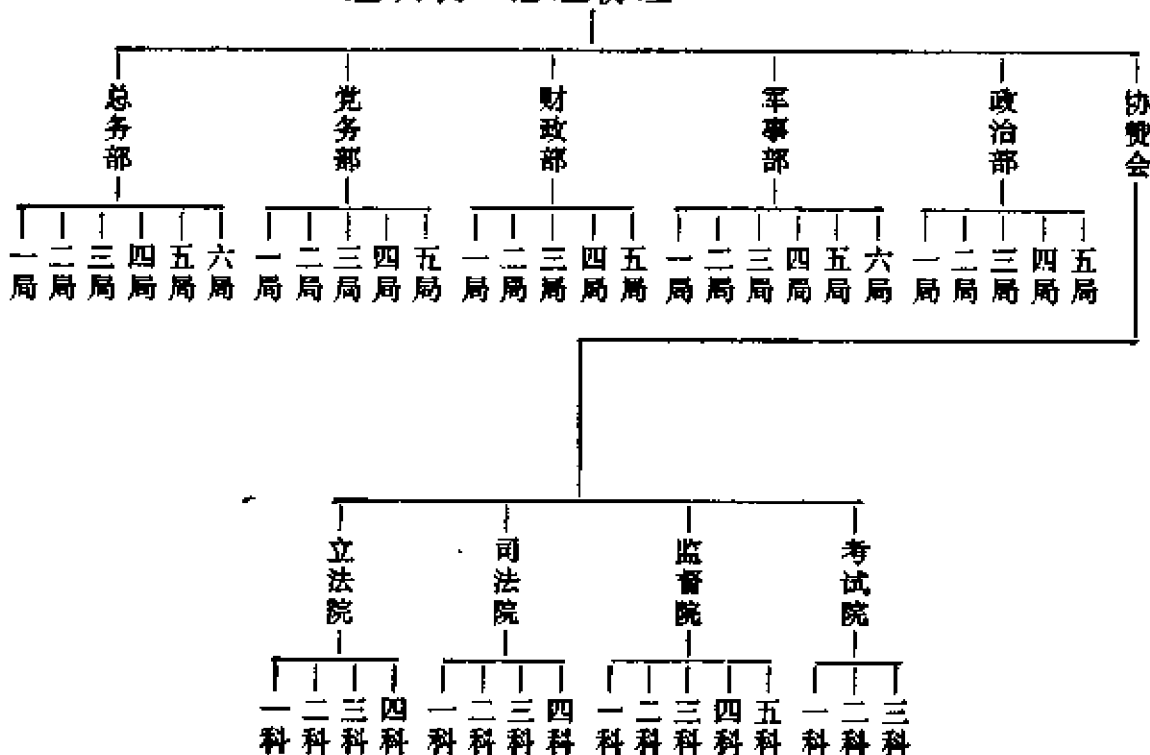 总务部
党务部
财政部
军事部
政治部
协赞会
一局 二局 三局 四局 五局 六局
一局 二局 三局 四局 五局
一局 二局 三局 四局 五局
一局 二局 三局 四局 五局 六局
一局 二局 三局 四局 五局
立法院
司法院
监督院
考试院
一科 二科 三科 四科
一科 二科 三科 四科
一科 二科 三科 四科 五科
一科 二科 三科